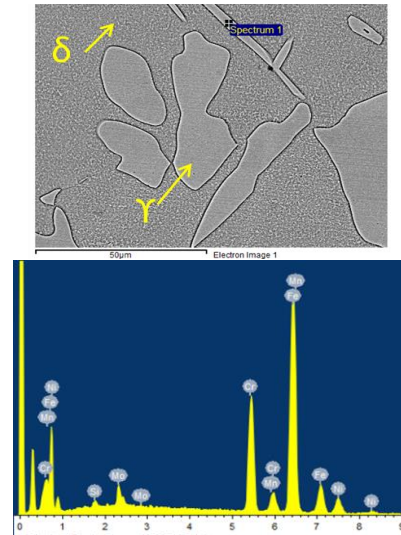 δ
Spectrum 1
γ
50µm
Electron Image 1
Mn
Ni
Fe
Fe
Mn
Cr
Cr
Si
Mo
Mo
Cr
Mn
Fe
Ni
Ni
0 1 2 3 4 5 6 7 8 9